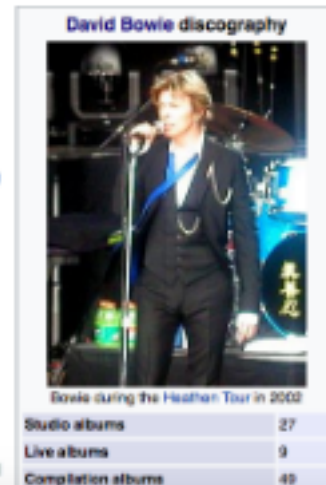 David Bowie discography
Bowie during the Heathen Tour in 2002
Studio albums 27
Live albums 9
Compilation albums 49